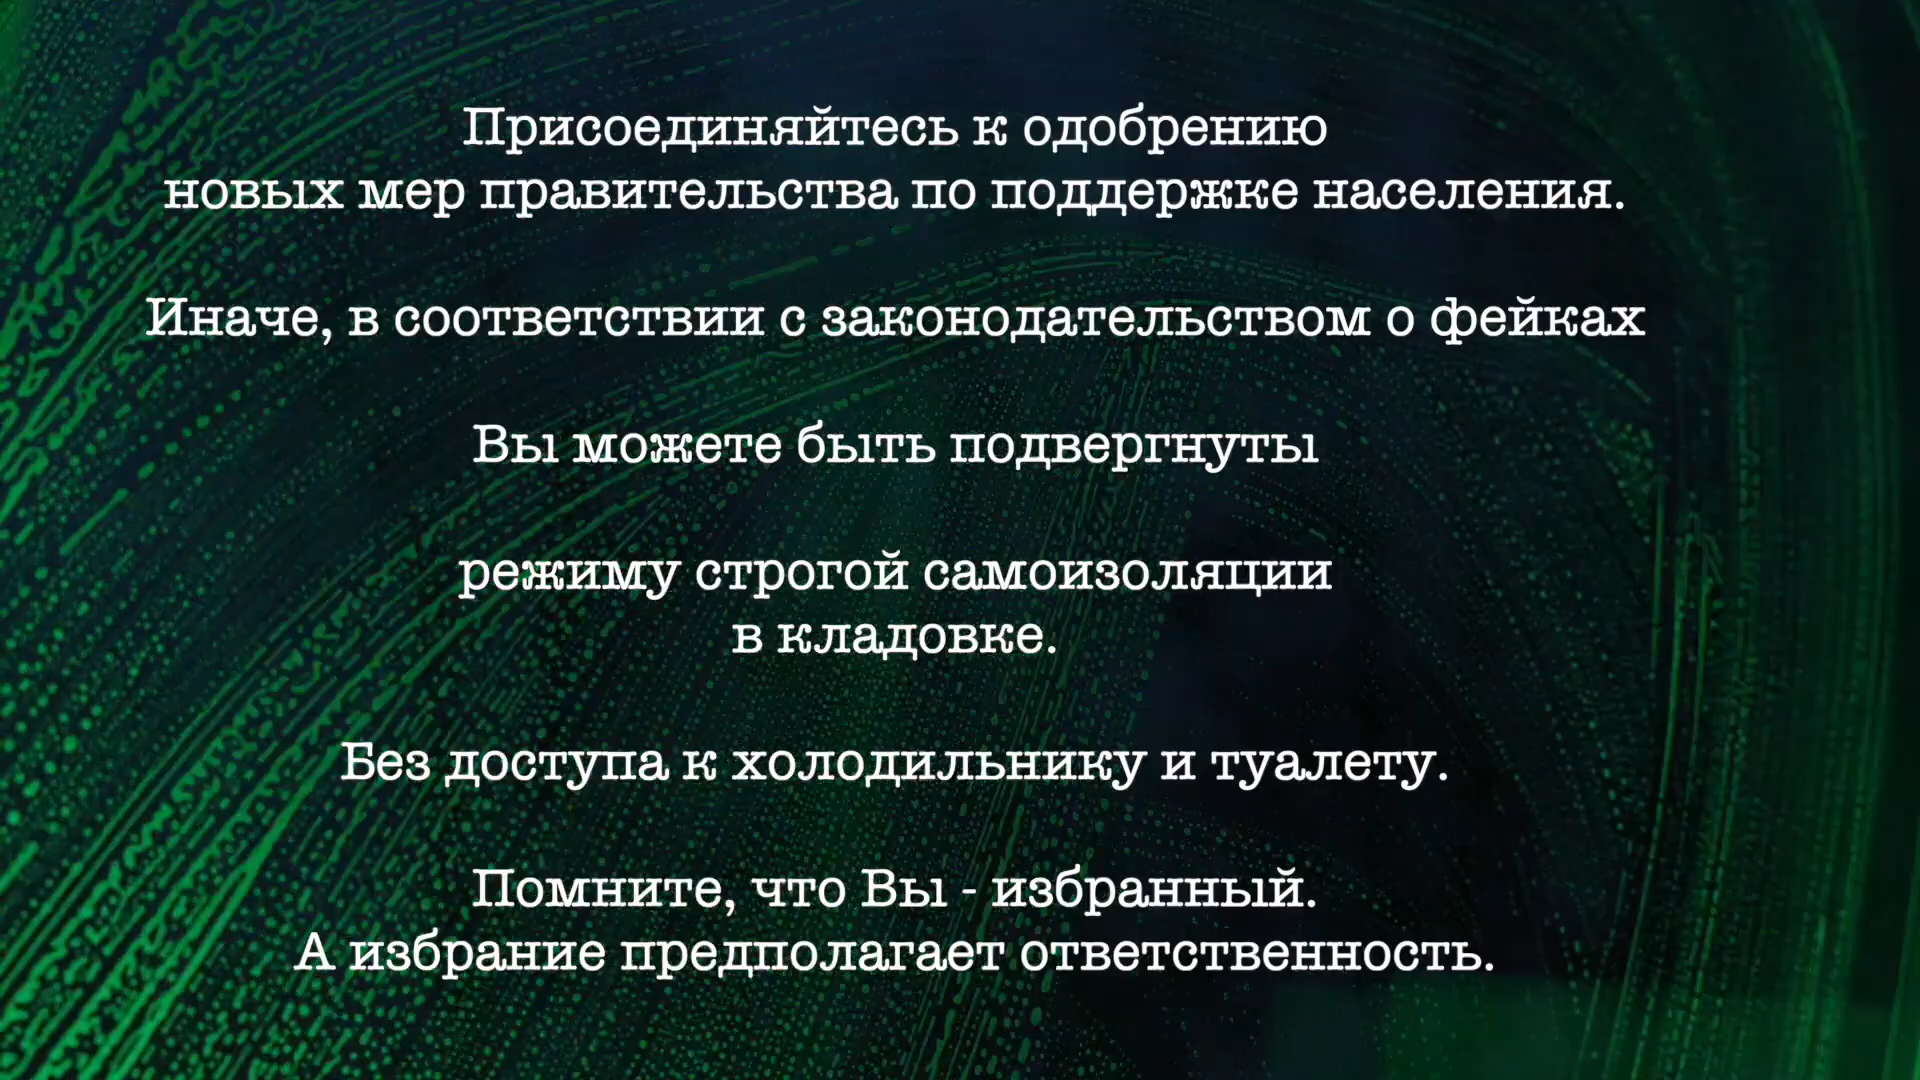 Присоединяйтесь к одобрению
новых мер правительства по поддержке населения.
Иначе, в соответствии с законодательством о фейках
Вы можете быть подвергнуты
режиму строгой самоизоляции
в кладовке.
Без доступа к холодильнику и туалету.
Помните, что Вы - избранный.
А избрание предполагает ответственность.